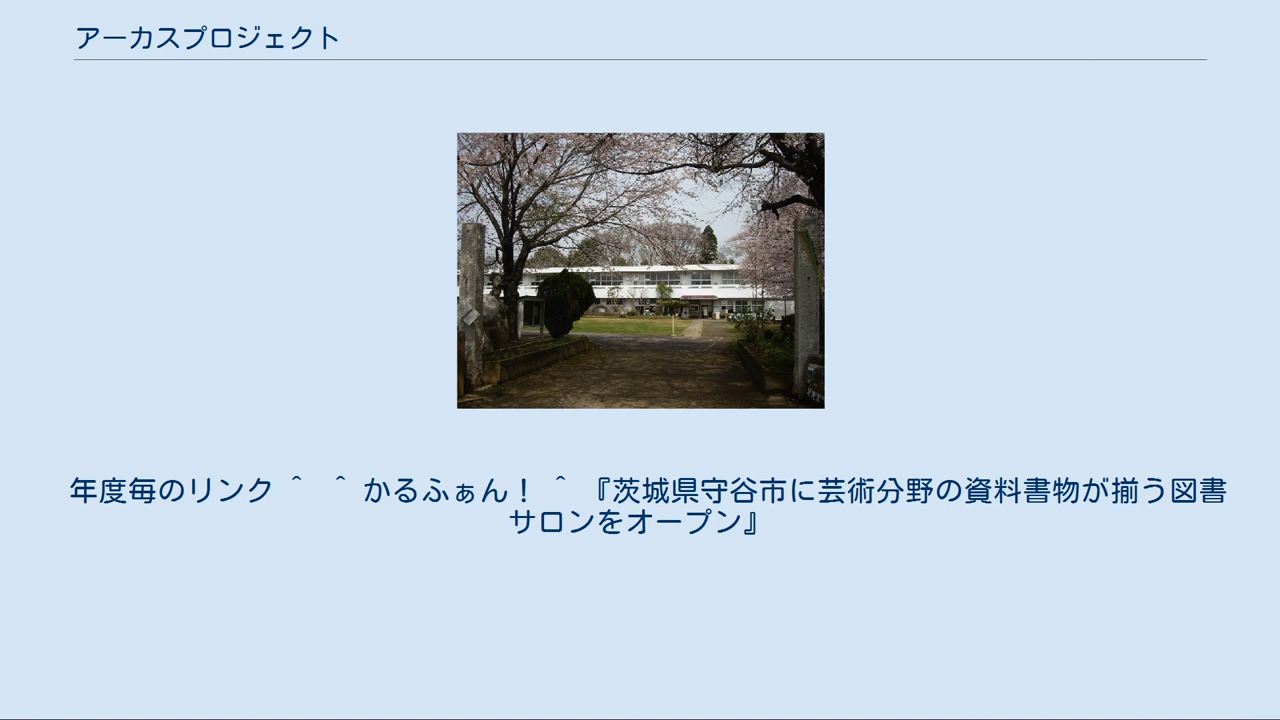 アーカスプロジェクト
年度毎のリンク ^ ^ かるふぁん！ ^ 『茨城県守谷市に芸術分野の資料書物が揃う図書
サロンをオープン』